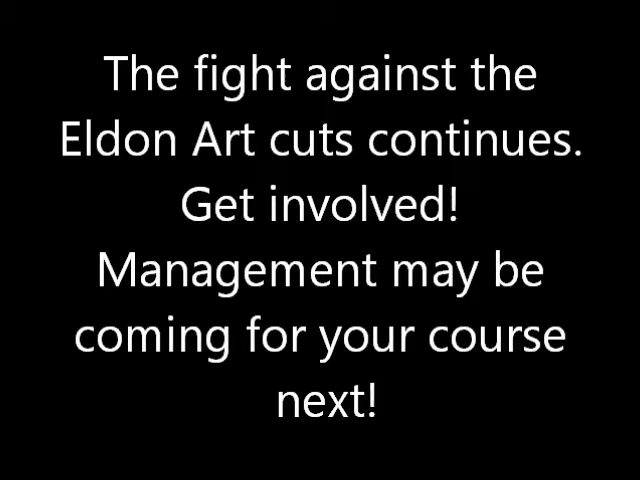 The fight against the
Eldon Art cuts continues.
Get involved!
Management may be
coming for your course
next!